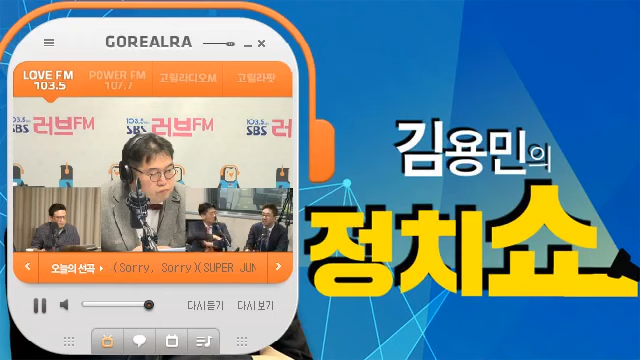 GOREALRA
LOVE FM
103.5
POWER FM
107.7
고릴라디오M
고릴라팟
103.5
SBS 러브FM
103.5
SBS 러브FM
103.5
SBS 러브
오늘의 선곡
(Sorry, Sorry)(SUPER JUN
다시듣기
다시보기
김용민의
정치쇼